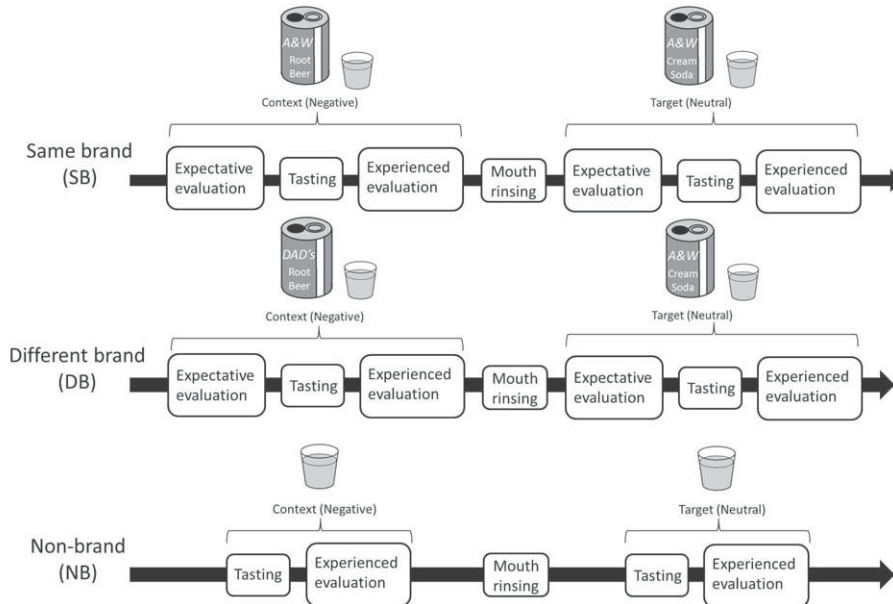 A&W
Root
Beer
A&W
Cream
Soda
Context (Negative)
Target (Neutral)
Same brand
(SB)
Expectative
evaluation
Tasting
Experienced
evaluation
Mouth
rinsing
Expectative
evaluation
Tasting
Experienced
evaluation
DAD's
Root
Beer
A&W
Cream
Soda
Context (Negative)
Target (Neutral)
Different brand
(DB)
Expectative
evaluation
Tasting
Experienced
evaluation
Mouth
rinsing
Expectative
evaluation
Tasting
Experienced
evaluation
Context (Negative)
Target (Neutral)
Non-brand
(NB)
Tasting
Experienced
evaluation
Mouth
rinsing
Tasting
Experienced
evaluation